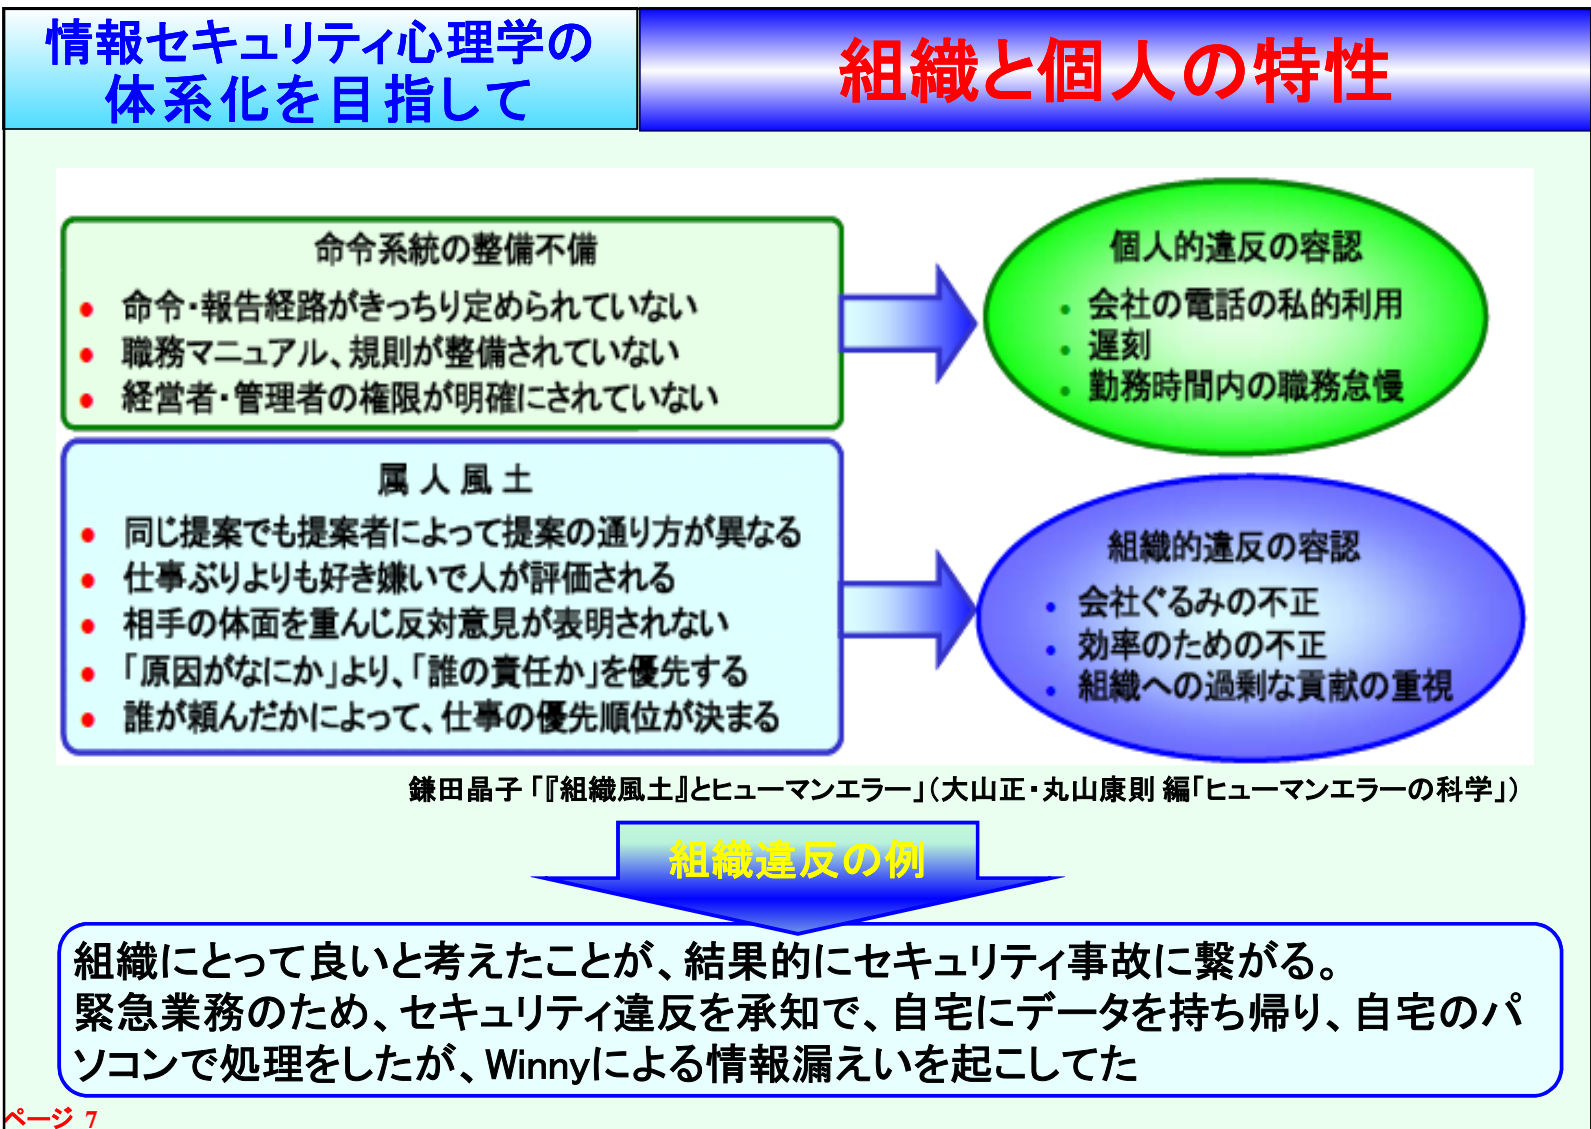 情報セキュリティ心理学の
体系化を目指して
組織と個人の特性
命令系統の整備不備
• 命令・報告経路がきっちり定められていない
• 職務マニュアル、規則が整備されていない
• 経営者・管理者の権限が明確にされていない
個人的違反の容認
• 会社の電話の私的利用
• 遅刻
• 勤務時間内の職務怠慢
属人風土
• 同じ提案でも提案者によって提案の通り方が異なる
• 仕事ぶりよりも好き嫌いで人が評価される
• 相手の体面を重んじ反対意見が表明されない
• 「原因がなにか」より、「誰の責任か」を優先する
• 誰が頼んだかによって、仕事の優先順位が決まる
組織的違反の容認
• 会社ぐるみの不正
• 効率のための不正
• 組織への過剰な貢献の重視
鎌田晶子「『組織風土』とヒューマンエラー」（大山正・丸山康則 編「ヒューマンエラーの科学」）
組織違反の例
組織にとって良いと考えたことが、結果的にセキュリティ事故に繋がる。
緊急業務のため、セキュリティ違反を承知で、自宅にデータを持ち帰り、自宅のパ
ソコンで処理をしたが、Winnyによる情報漏えいを起こしてた
ページ 7